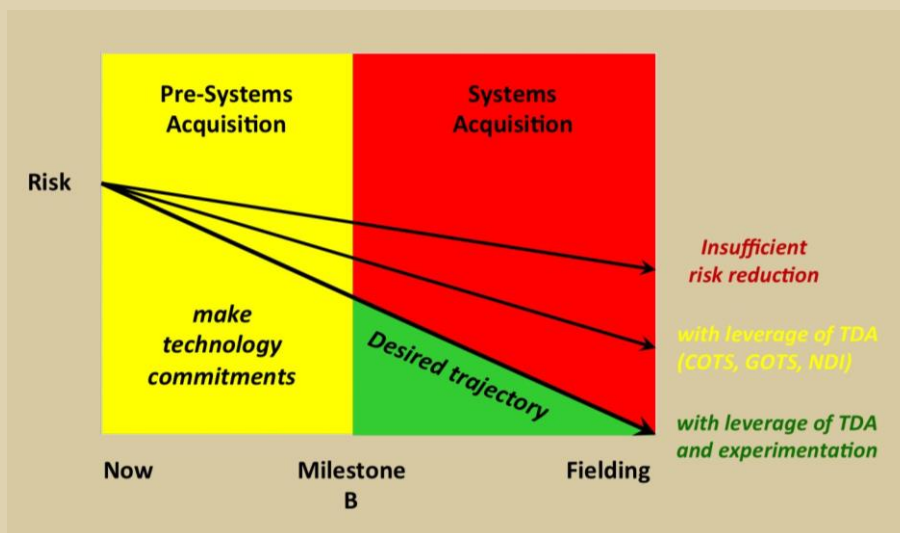 Pre-Systems
Acquisition
Systems
Acquisition
Risk
Insufficient
risk reduction
make
technology
commitments
Desired trajectory
with leverage of TDA
(COTS, GOTS, NDI)
with leverage of TDA
and experimentation
Now
Milestone
B
Fielding